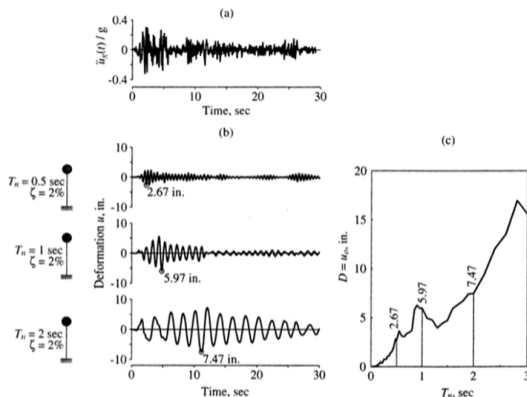 (a)
üg(t) / g
0.4
0
-0.4
0 10 20 30
Time, sec
(b)
Tn = 0.5 sec
ζ = 2%
10
0
-10
2.67 in.
Tn = 1 sec
ζ = 2%
Deformation u, in.
10
0
-10
5.97 in.
Tn = 2 sec
ζ = 2%
10
0
-10
7.47 in.
0 10 20 30
Time, sec
(c)
D = uo, in.
20
15
10
5
0
2.67
5.97
7.47
0 1 2 3
Tn, sec